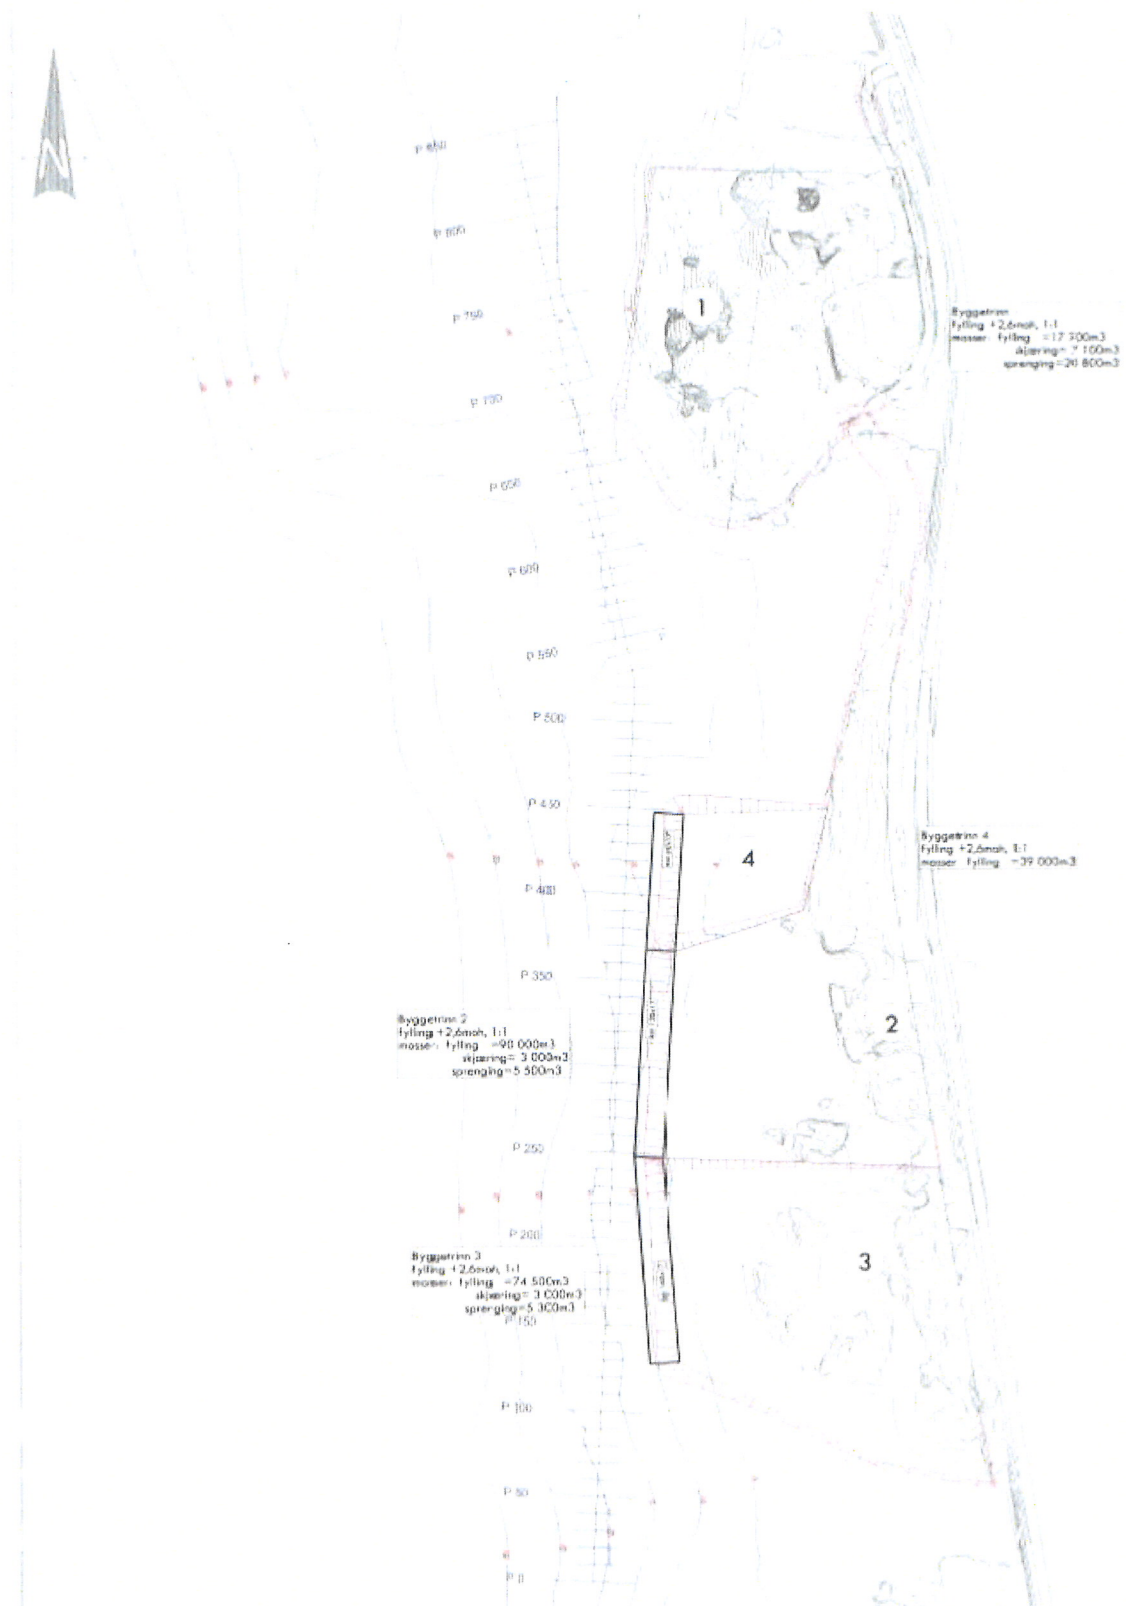 N
P 850
P 800
P 750
P 700
P 650
P 600
P 550
P 500
P 450
P 400
P 350
P 250
P 200
P 150
P 100
P 50
P 0
1
Byggetrinn
fylling +2,6moh, 1:1
masser: fylling
skjæring=
sprenging=20 800m3
4
Byggetrinn 4
fylling +2,6moh, 1:1
masser: fylling =39 000m3
2
Byggetrinn 2
fylling +2,6moh, 1:1
masser: fylling =90 000m3
skjæring= 3 000m3
sprenging=5 500m3
3
Byggetrinn 3
fylling +2,6moh, 1:1
masser: fylling =74 500m3
skjæring= 3 000m3
sprenging=5 300m3